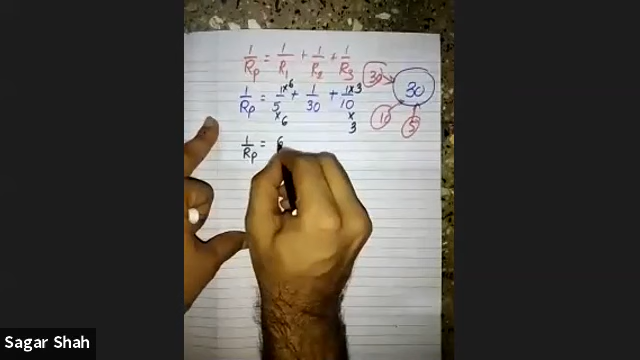 1/Rp = 1/R1 + 1/R2 + 1/R3
1/Rp = 1×6/5×6 + 1/30 + 1×3/10×3
30
30
10
5
1/Rp = 6
Sagar Shah